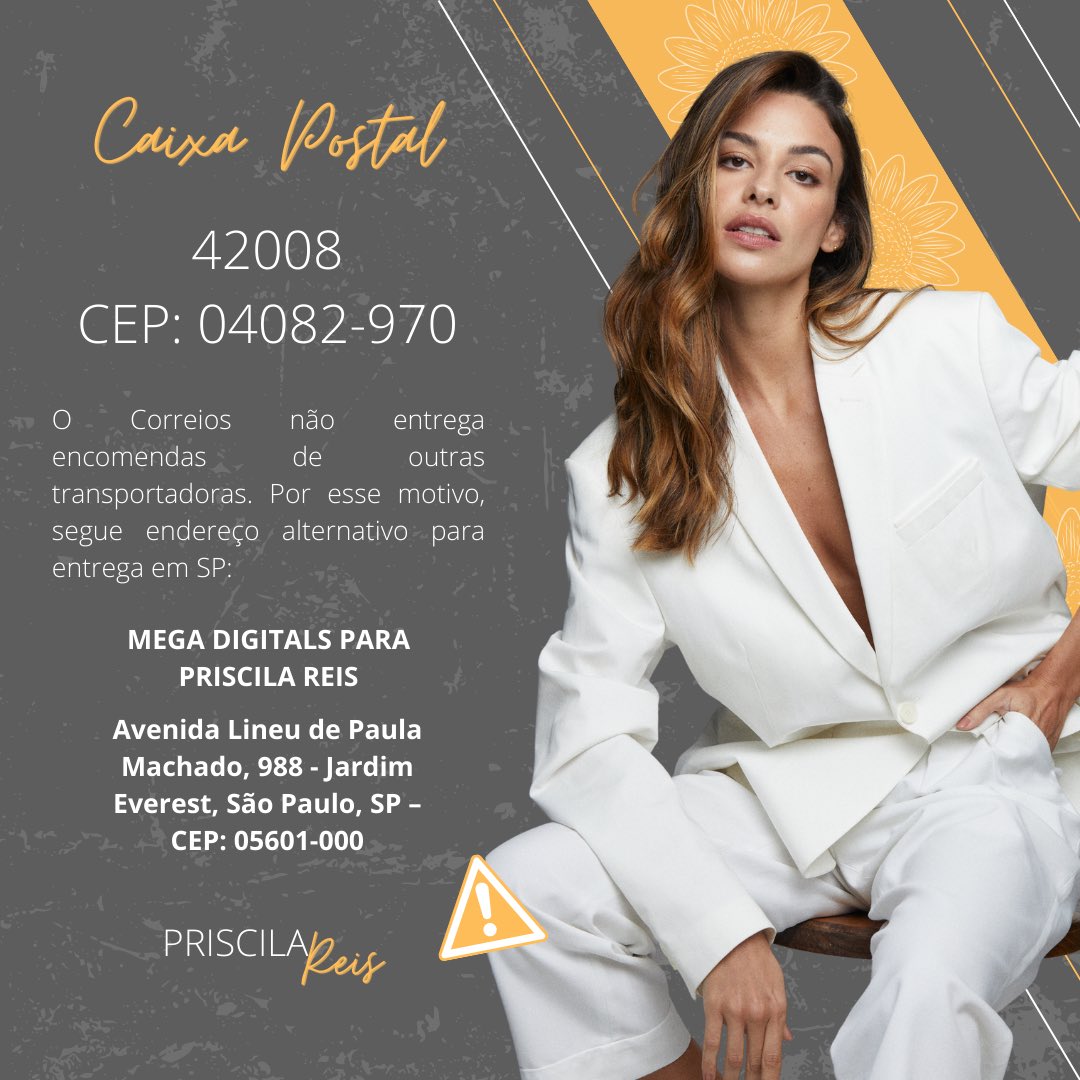 Caixa Postal
42008
CEP: 04082-970
O Correios não entrega
encomendas de outras
transportadoras. Por esse motivo,
segue endereço alternativo para
entrega em SP:
MEGA DIGITALS PARA
PRISCILA REIS
Avenida Lineu de Paula
Machado, 988 - Jardim
Everest, São Paulo, SP –
CEP: 05601-000
PRISCILA Reis